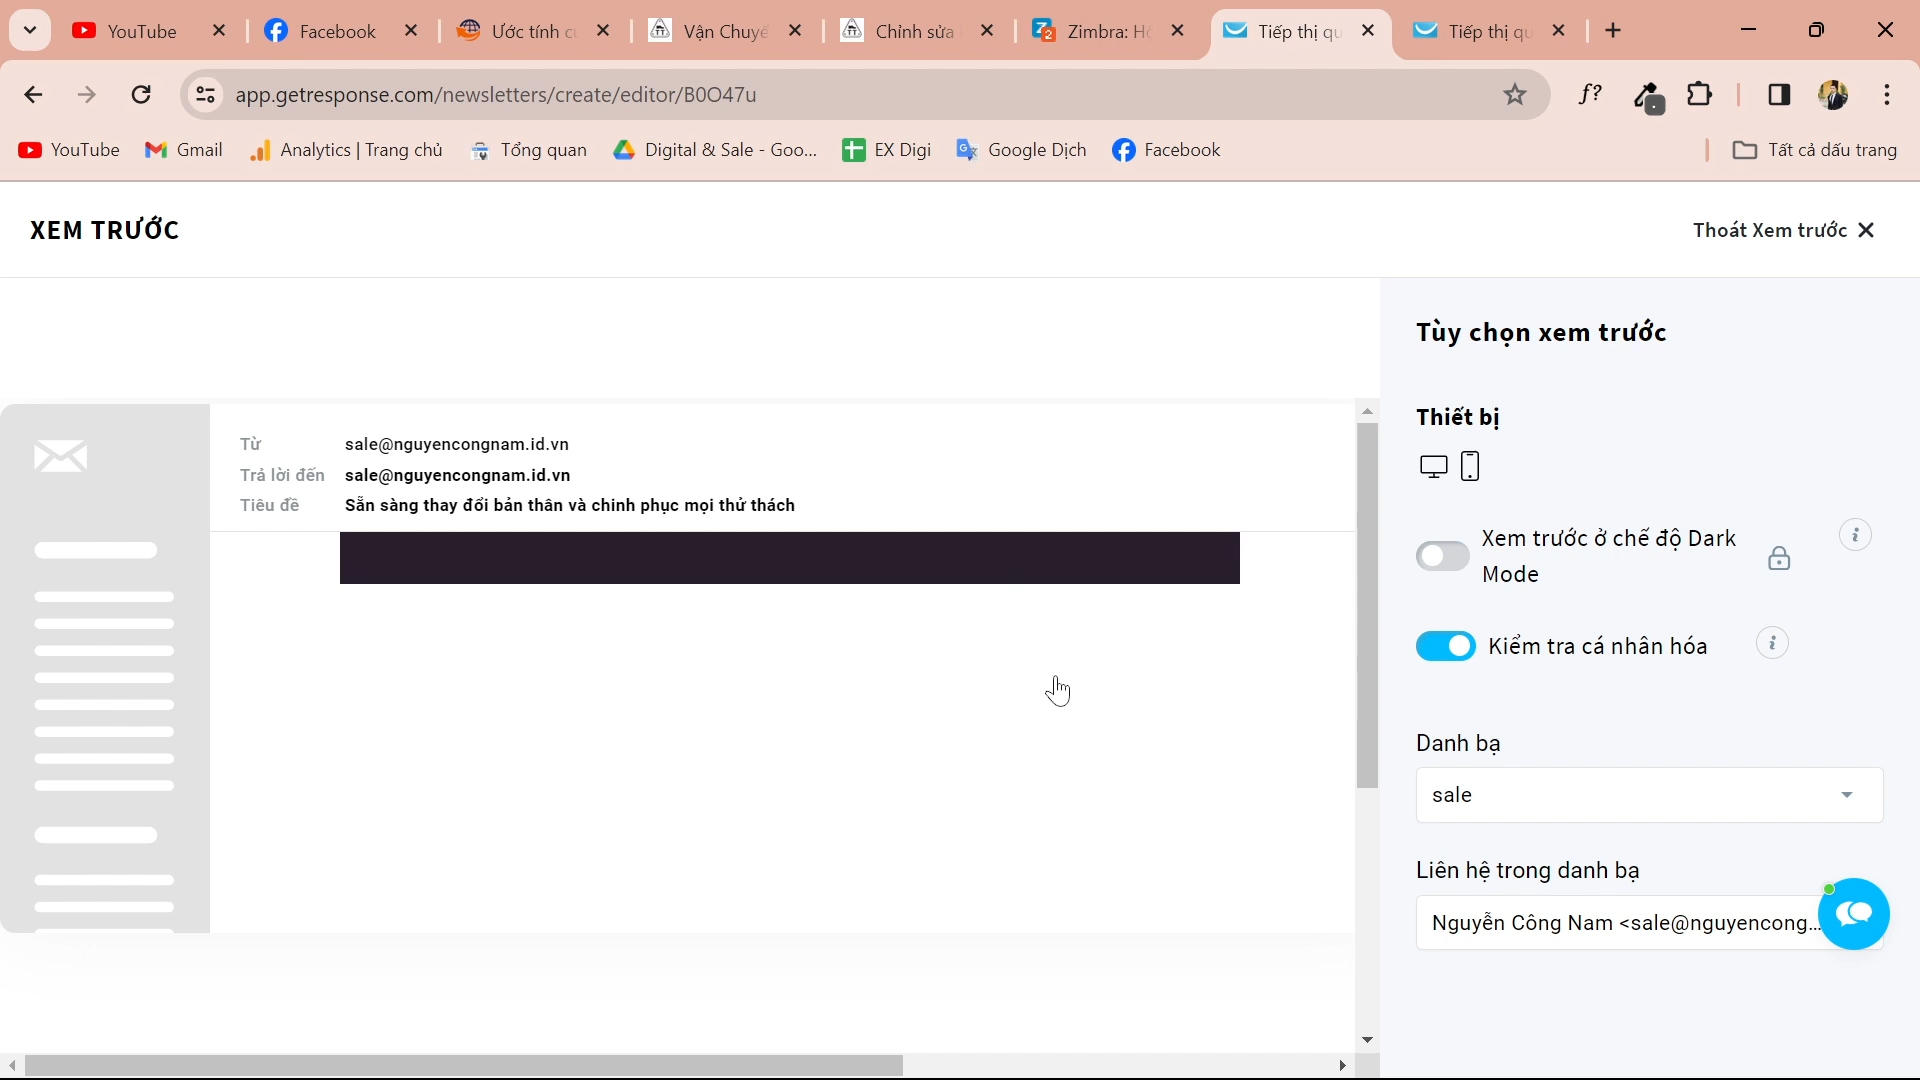 YouTube
Facebook
Ước tính c
Vận Chuyể
Chỉnh sửa
Zimbra: H
Tiếp thị qu
Tiếp thị qu
app.getresponse.com/newsletters/create/editor/B0O47u
YouTube
Gmail
Analytics | Trang chủ
Tổng quan
Digital & Sale - Goo...
EX Digi
Google Dịch
Facebook
Tất cả dấu trang
XEM TRƯỚC
Thoát Xem trước
Từ sale@nguyencongnam.id.vn
Trả lời đến sale@nguyencongnam.id.vn
Tiêu đề Sẵn sàng thay đổi bản thân và chinh phục mọi thử thách
Tùy chọn xem trước
Thiết bị
Xem trước ở chế độ Dark
Mode
Kiểm tra cá nhân hóa
Danh bạ
sale
Liên hệ trong danh bạ
Nguyễn Công Nam <sale@nguyencong...